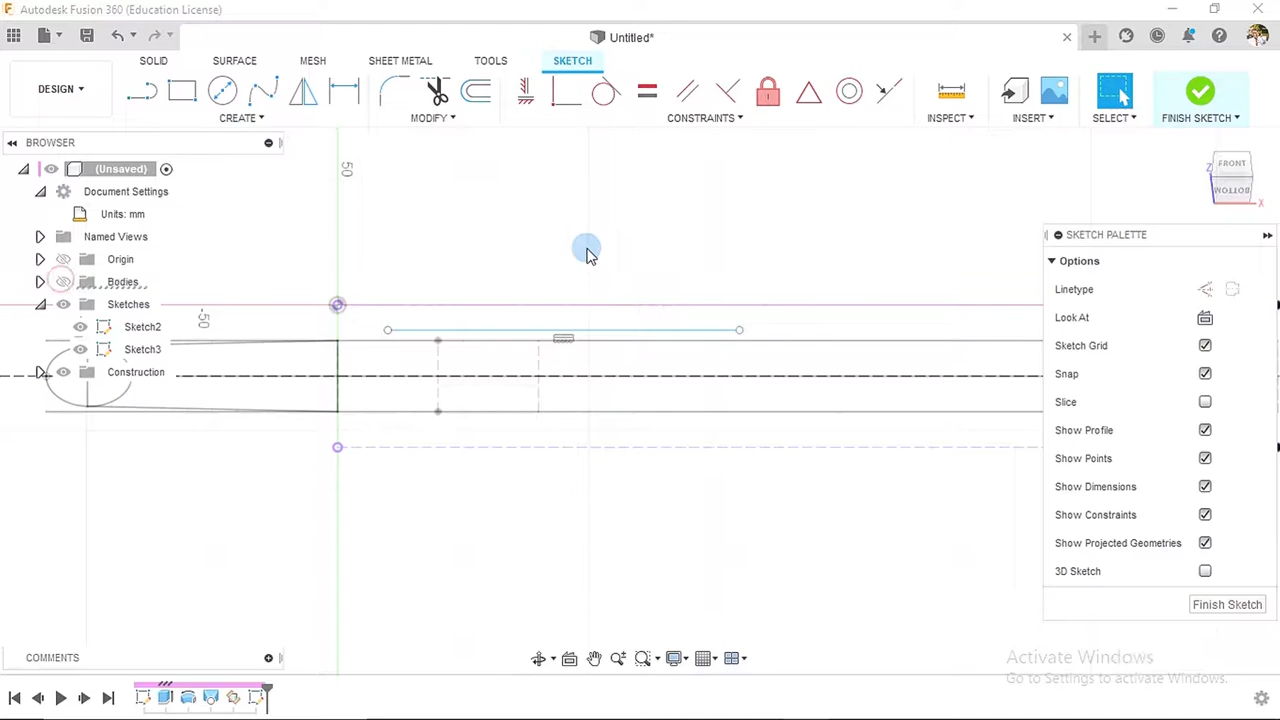 Autodesk Fusion 360 (Education License)
Untitled*
SOLID SURFACE MESH SHEET METAL TOOLS SKETCH
DESIGN
CREATE MODIFY CONSTRAINTS INSPECT INSERT SELECT FINISH SKETCH
BROWSER
(Unsaved)
Document Settings
Units: mm
Named Views
Origin
Bodies
Sketches
Sketch2
Sketch3
Construction
50
-50
FRONT
BOTTOM
Z
X
SKETCH PALETTE
Options
Linetype
Look At
Sketch Grid
Snap
Slice
Show Profile
Show Points
Show Dimensions
Show Constraints
Show Projected Geometries
3D Sketch
Finish Sketch
COMMENTS
Activate Windows
Go to Settings to activate Windows.